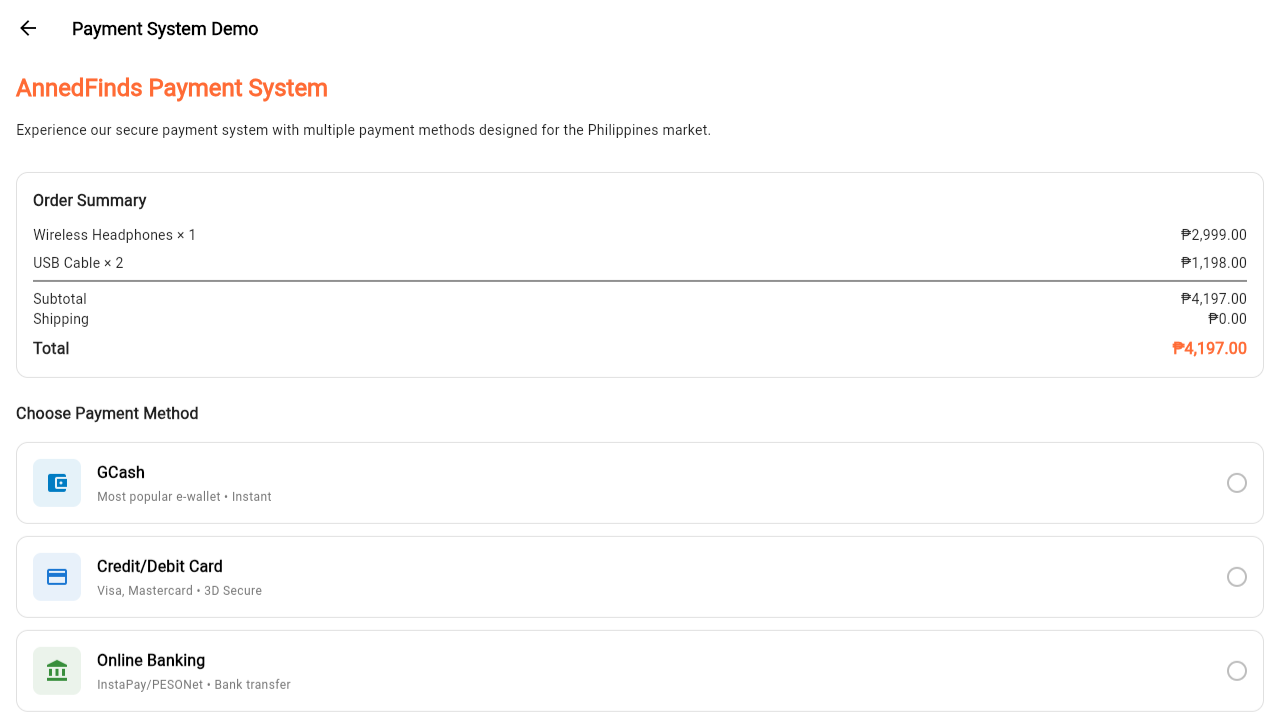 Payment System Demo
AnnedFinds Payment System
Experience our secure payment system with multiple payment methods designed for the Philippines market.
Order Summary
Wireless Headphones × 1 ₱2,999.00
USB Cable × 2 ₱1,198.00
Subtotal ₱4,197.00
Shipping ₱0.00
Total ₱4,197.00
Choose Payment Method
GCash
Most popular e-wallet • Instant
Credit/Debit Card
Visa, Mastercard • 3D Secure
Online Banking
InstaPay/PESONet • Bank transfer